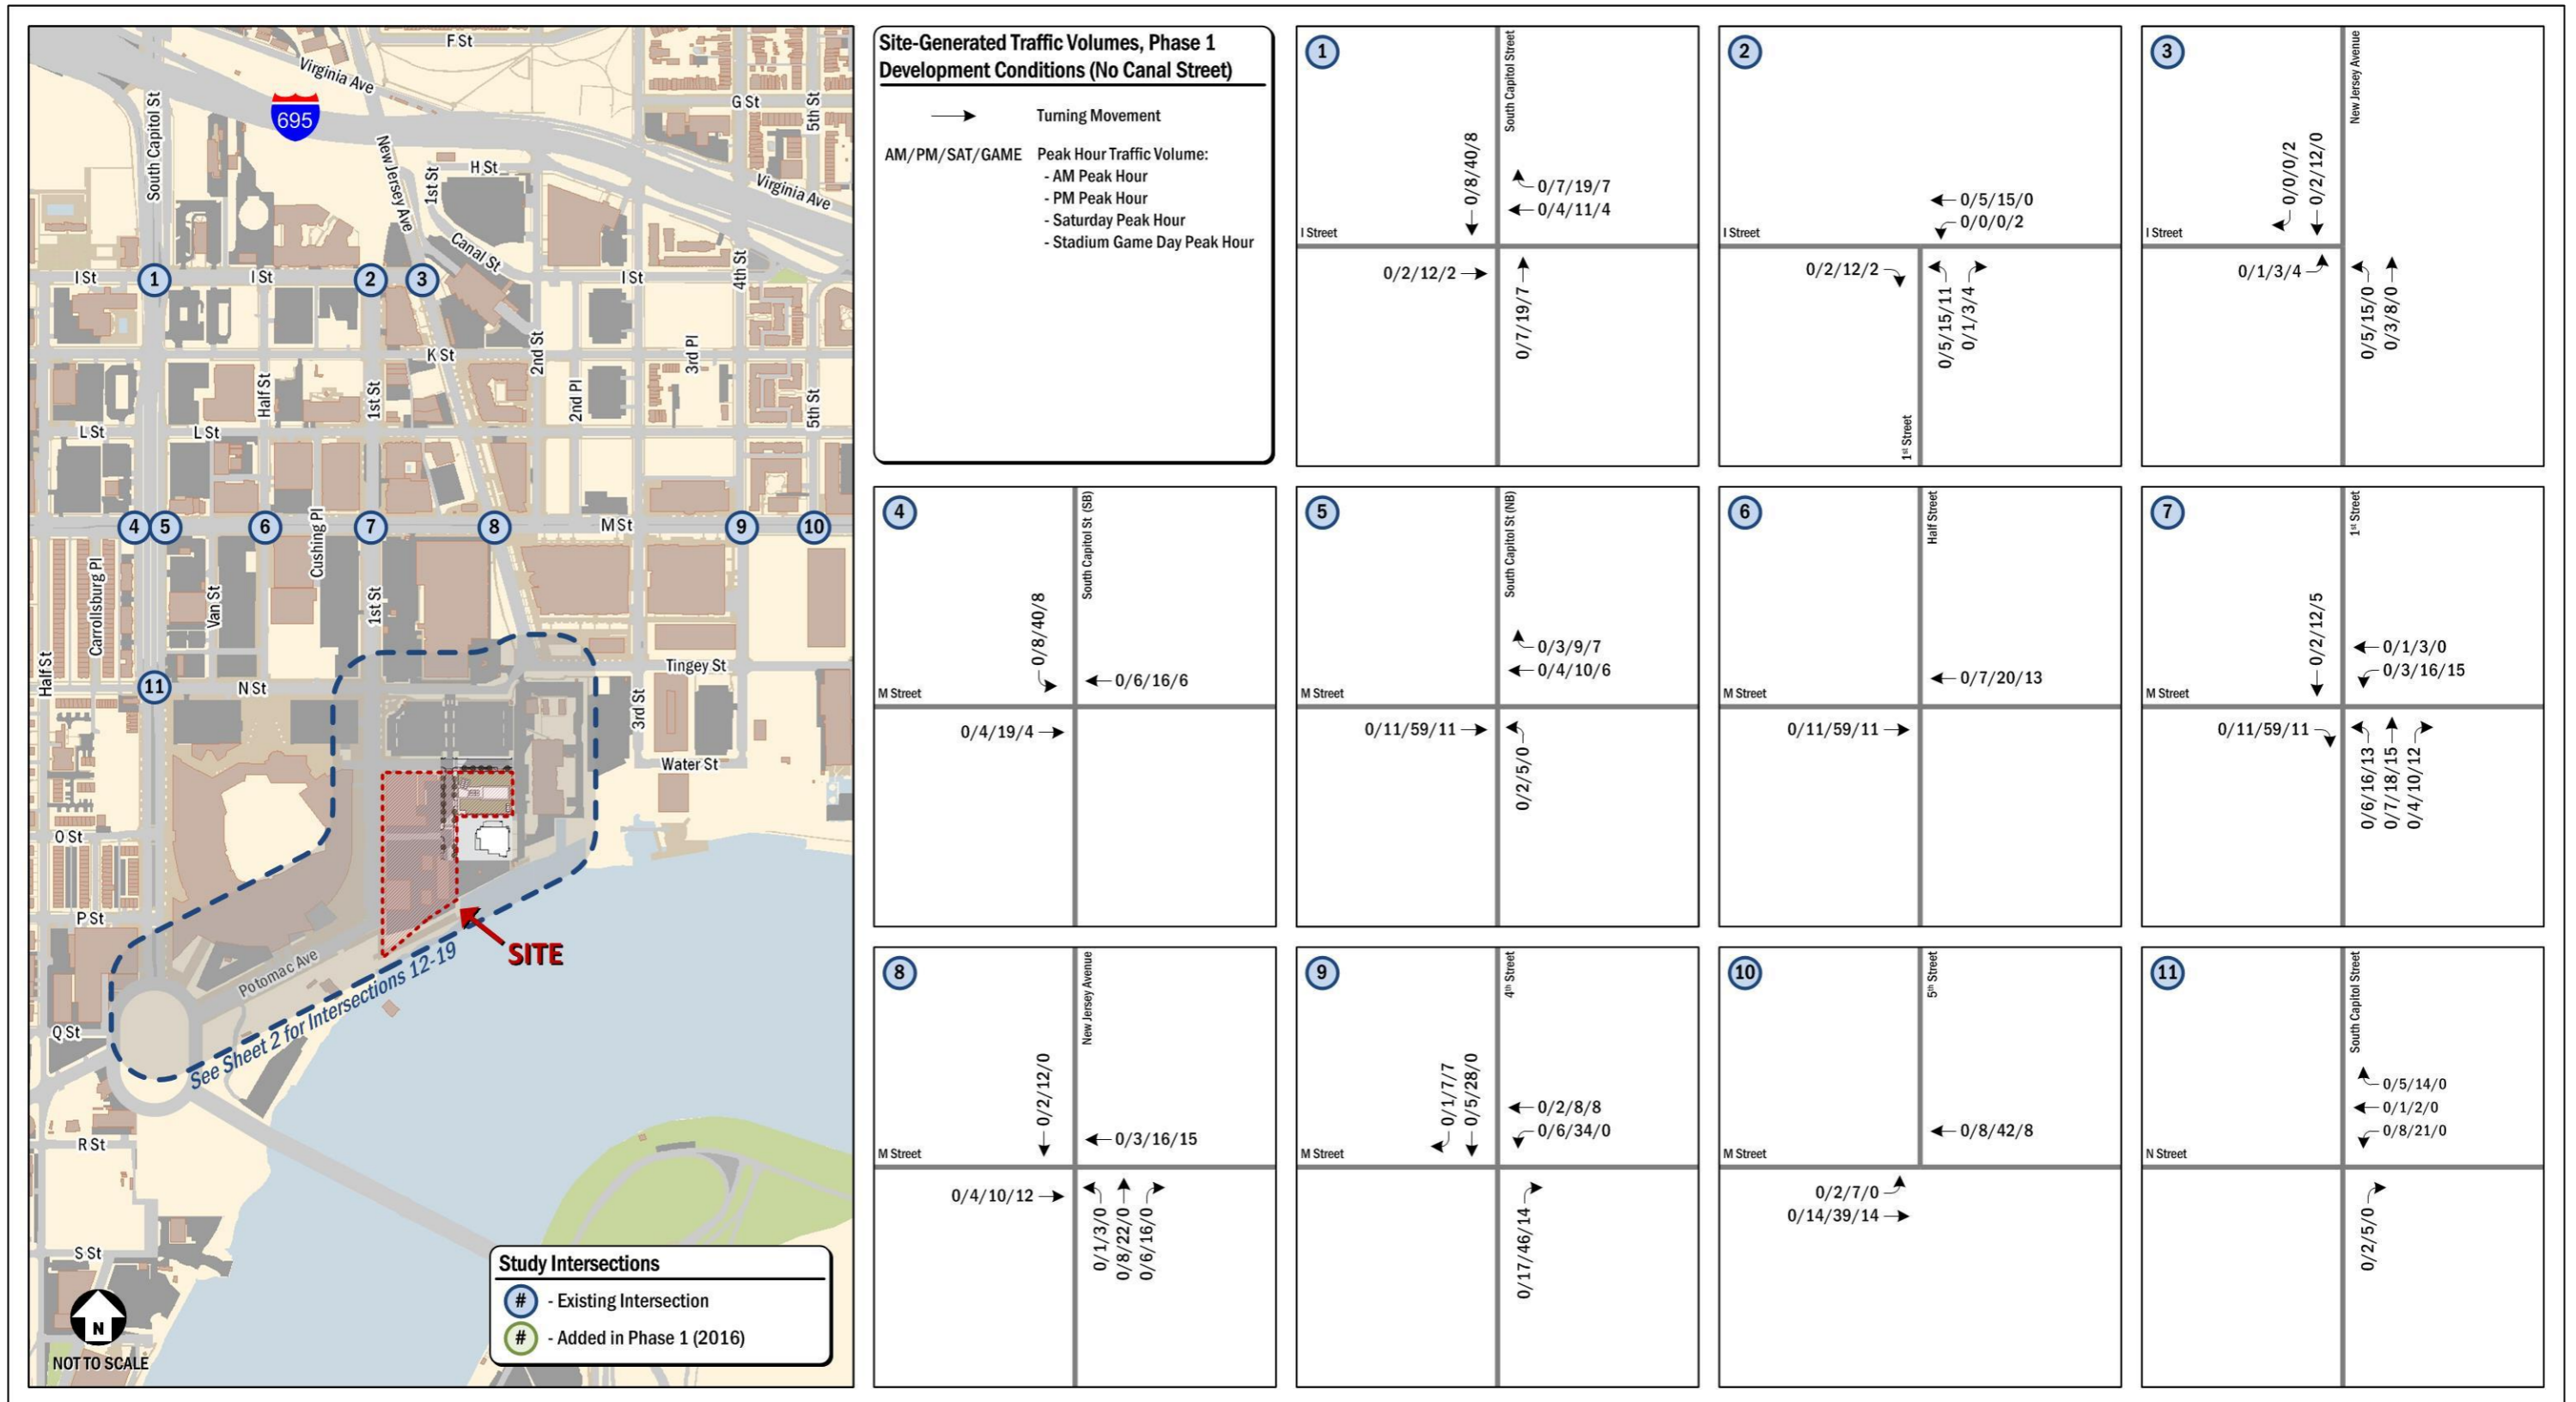 F St
Virginia Ave
695
G St
5th St
South Capitol St
New Jersey Ave
1st St
H St
Virginia Ave
Canal St
4th St
I St
1
I St
2
3
I St
K St
2nd St
3rd Pl
Half St
1st St
2nd Pl
5th St
L St
L St
4
5
6
Cushing Pl
7
8
M St
9
10
Carrollsburg Pl
Van St
1st St
Half St
Tingey St
11
N St
3rd St
Water St
O St
P St
SITE
Potomac Ave
See Sheet 2 for Intersections 12-19
Q St
R St
S St
N
NOT TO SCALE
Study Intersections
# - Existing Intersection
# - Added in Phase 1 (2016)
Site-Generated Traffic Volumes, Phase 1
Development Conditions (No Canal Street)
Turning Movement
AM/PM/SAT/GAME Peak Hour Traffic Volume:
- AM Peak Hour
- PM Peak Hour
- Saturday Peak Hour
- Stadium Game Day Peak Hour
1
South Capitol Street
0/8/40/8
0/7/19/7
0/4/11/4
I Street
0/2/12/2
0/7/19/7
2
0/5/15/0
0/0/0/2
I Street
0/2/12/2
0/5/15/11
0/1/3/4
1st Street
3
New Jersey Avenue
0/0/0/2
0/2/12/0
I Street
0/1/3/4
0/5/15/0
0/3/8/0
4
South Capitol St (SB)
0/8/40/8
0/6/16/6
M Street
0/4/19/4
5
South Capitol St (NB)
0/3/9/7
0/4/10/6
M Street
0/11/59/11
0/2/5/0
6
Half Street
0/7/20/13
M Street
0/11/59/11
7
1st Street
0/2/12/5
0/1/3/0
0/3/16/15
M Street
0/11/59/11
0/6/16/13
0/7/18/15
0/4/10/12
8
New Jersey Avenue
0/2/12/0
0/3/16/15
M Street
0/4/10/12
0/1/3/0
0/8/22/0
0/6/16/0
9
4th Street
0/1/7/7
0/5/28/0
0/2/8/8
0/6/34/0
M Street
0/17/46/14
10
5th Street
0/8/42/8
M Street
0/2/7/0
0/14/39/14
11
South Capitol Street
0/5/14/0
0/1/2/0
0/8/21/0
N Street
0/2/5/0